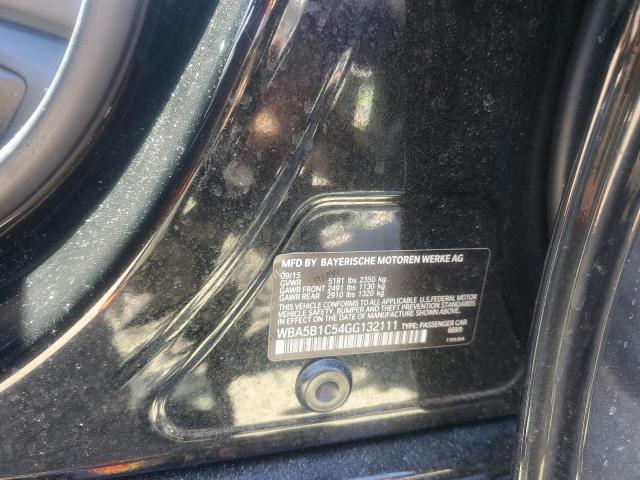 MFD BY BAYERISCHE MOTOREN WERKE AG
09/15
GVWR 5181 lbs 2350 kg
GAWR FRONT 2491 lbs 1130 kg
GAWR REAR 2910 lbs 1320 kg
THIS VEHICLE CONFORMS TO ALL APPLICABLE U.S. FEDERAL MOTOR
VEHICLE SAFETY, BUMPER AND THEFT PREVENTION STANDARDS
IN EFFECT ON THE DATE OF MANUFACTURE SHOWN ABOVE.
WBA5B1C54GG132111 TYPE: PASSENGER CAR